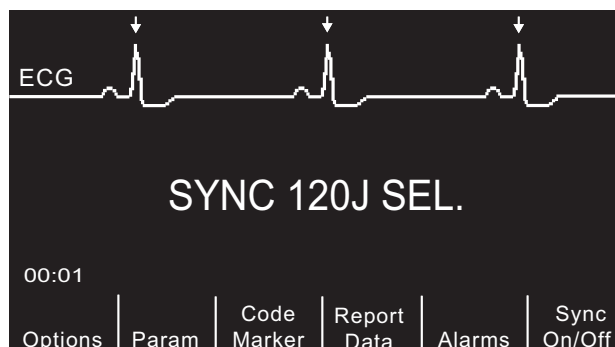 ECG
SYNC 120J SEL.
00:01
Options
Param
Code
Marker
Report
Data
Alarms
Sync
On/Off